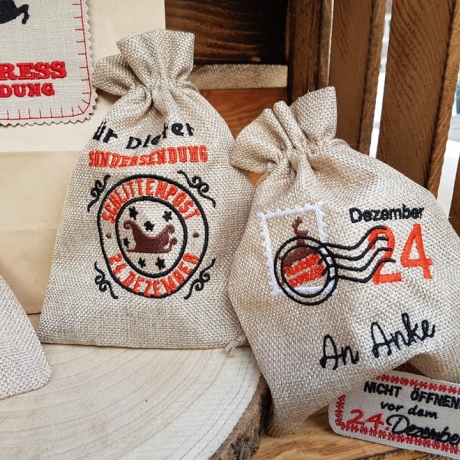 RESS
DUNG
für Dieter
SONDERSENDUNG
SCHLITTENPOST
24. DEZEMBER
Dezember
24
An Anke
NICHT ÖFFNEN
vor dem
24. Dezember